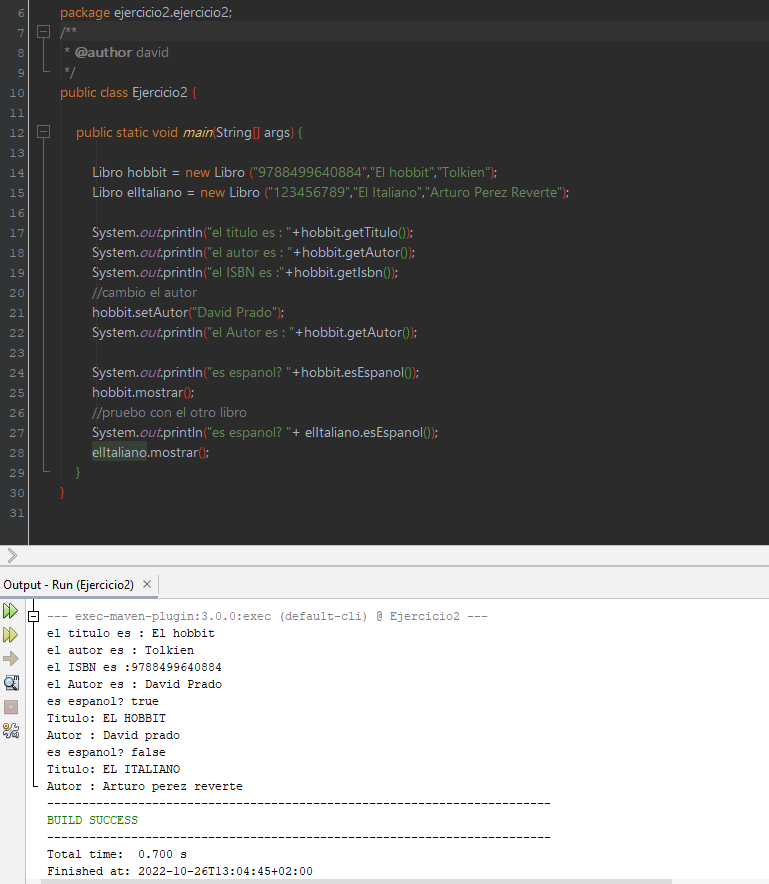 6 package ejercicio2.ejercicio2;
7 /**
8 * @author david
9 */
10 public class Ejercicio2 {
11
12 public static void main(String[] args) {
13
14 Libro hobbit = new Libro ("9788499640884","El hobbit","Tolkien");
15 Libro elItaliano = new Libro ("123456789","El Italiano","Arturo Perez Reverte");
16
17 System.out.println("el titulo es : "+hobbit.getTitulo());
18 System.out.println("el autor es : "+hobbit.getAutor());
19 System.out.println("el ISBN es :"+hobbit.getIsbn());
20 //cambio el autor
21 hobbit.setAutor("David Prado");
22 System.out.println("el Autor es : "+hobbit.getAutor());
23
24 System.out.println("es espanol? "+hobbit.esEspanol());
25 hobbit.mostrar();
26 //pruebo con el otro libro
27 System.out.println("es espanol? "+ elItaliano.esEspanol());
28 elItaliano.mostrar();
29 }
30 }
31
Output - Run (Ejercicio2) ×
--- exec-maven-plugin:3.0.0:exec (default-cli) @ Ejercicio2 ---
el titulo es : El hobbit
el autor es : Tolkien
el ISBN es :9788499640884
el Autor es : David Prado
es espanol? true
Titulo: EL HOBBIT
Autor : David prado
es espanol? false
Titulo: EL ITALIANO
Autor : Arturo perez reverte
------------------------------------------------------------------------
BUILD SUCCESS
------------------------------------------------------------------------
Total time:  0.700 s
Finished at: 2022-10-26T13:04:45+02:00